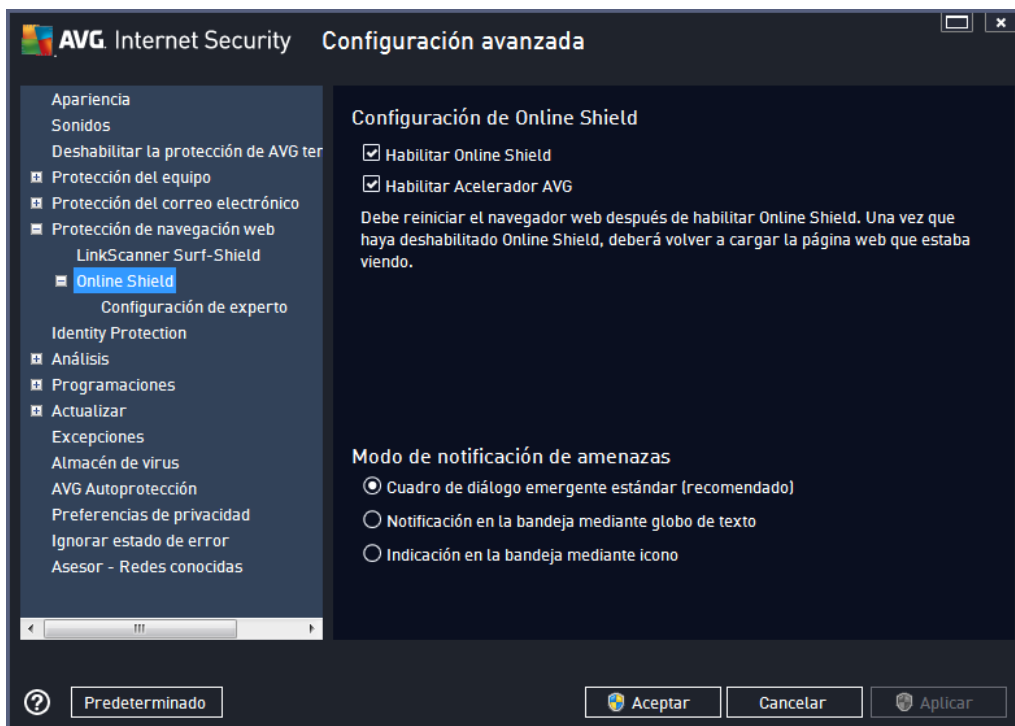 AVG. Internet Security
Configuración avanzada
Apariencia
Sonidos
Deshabilitar la protección de AVG ter
Protección del equipo
Protección del correo electrónico
Protección de navegación web
LinkScanner Surf-Shield
Online Shield
Configuración de experto
Identity Protection
Análisis
Programaciones
Actualizar
Excepciones
Almacén de virus
AVG Autoprotección
Preferencias de privacidad
Ignorar estado de error
Asesor - Redes conocidas
Configuración de Online Shield
Habilitar Online Shield
Habilitar Acelerador AVG
Debe reiniciar el navegador web después de habilitar Online Shield. Una vez que
haya deshabilitado Online Shield, deberá volver a cargar la página web que estaba
viendo.
Modo de notificación de amenazas
Cuadro de diálogo emergente estándar (recomendado)
Notificación en la bandeja mediante globo de texto
Indicación en la bandeja mediante icono
Predeterminado
Aceptar
Cancelar
Aplicar